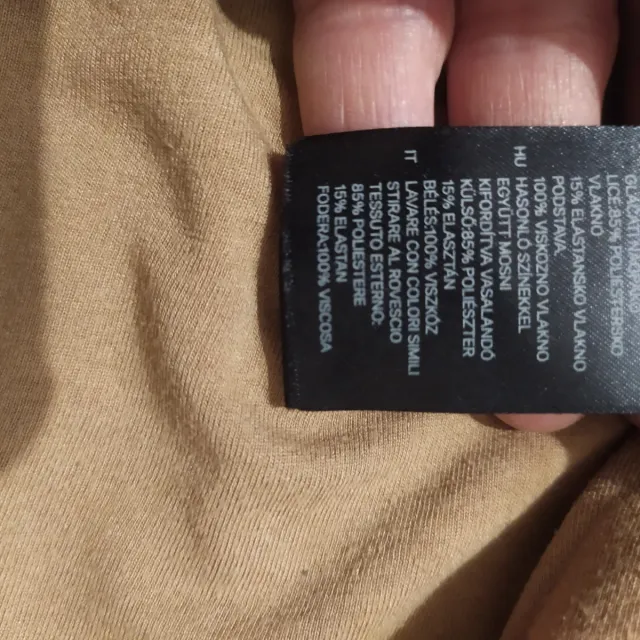 LICE:85% POLIESTERSKO
VLAKNO
15% ELASTANSKO VLAKNO
PODSTAVA:
100% VISKOZNO VLAKNO
HU HASONLÓ SZÍNEKKEL
EGYÜTT MOSNI
KIFORDÍTVA VASALANDÓ
KÜLSŐ:85% POLIÉSZTER
15% ELASZTÁN
BÉLÉS:100% VISZKÓZ
IT LAVARE CON COLORI SIMILI
STIRARE AL ROVESCIO
TESSUTO ESTERNO:
85% POLIESTERE
15% ELASTAN
FODERA:100% VISCOSA